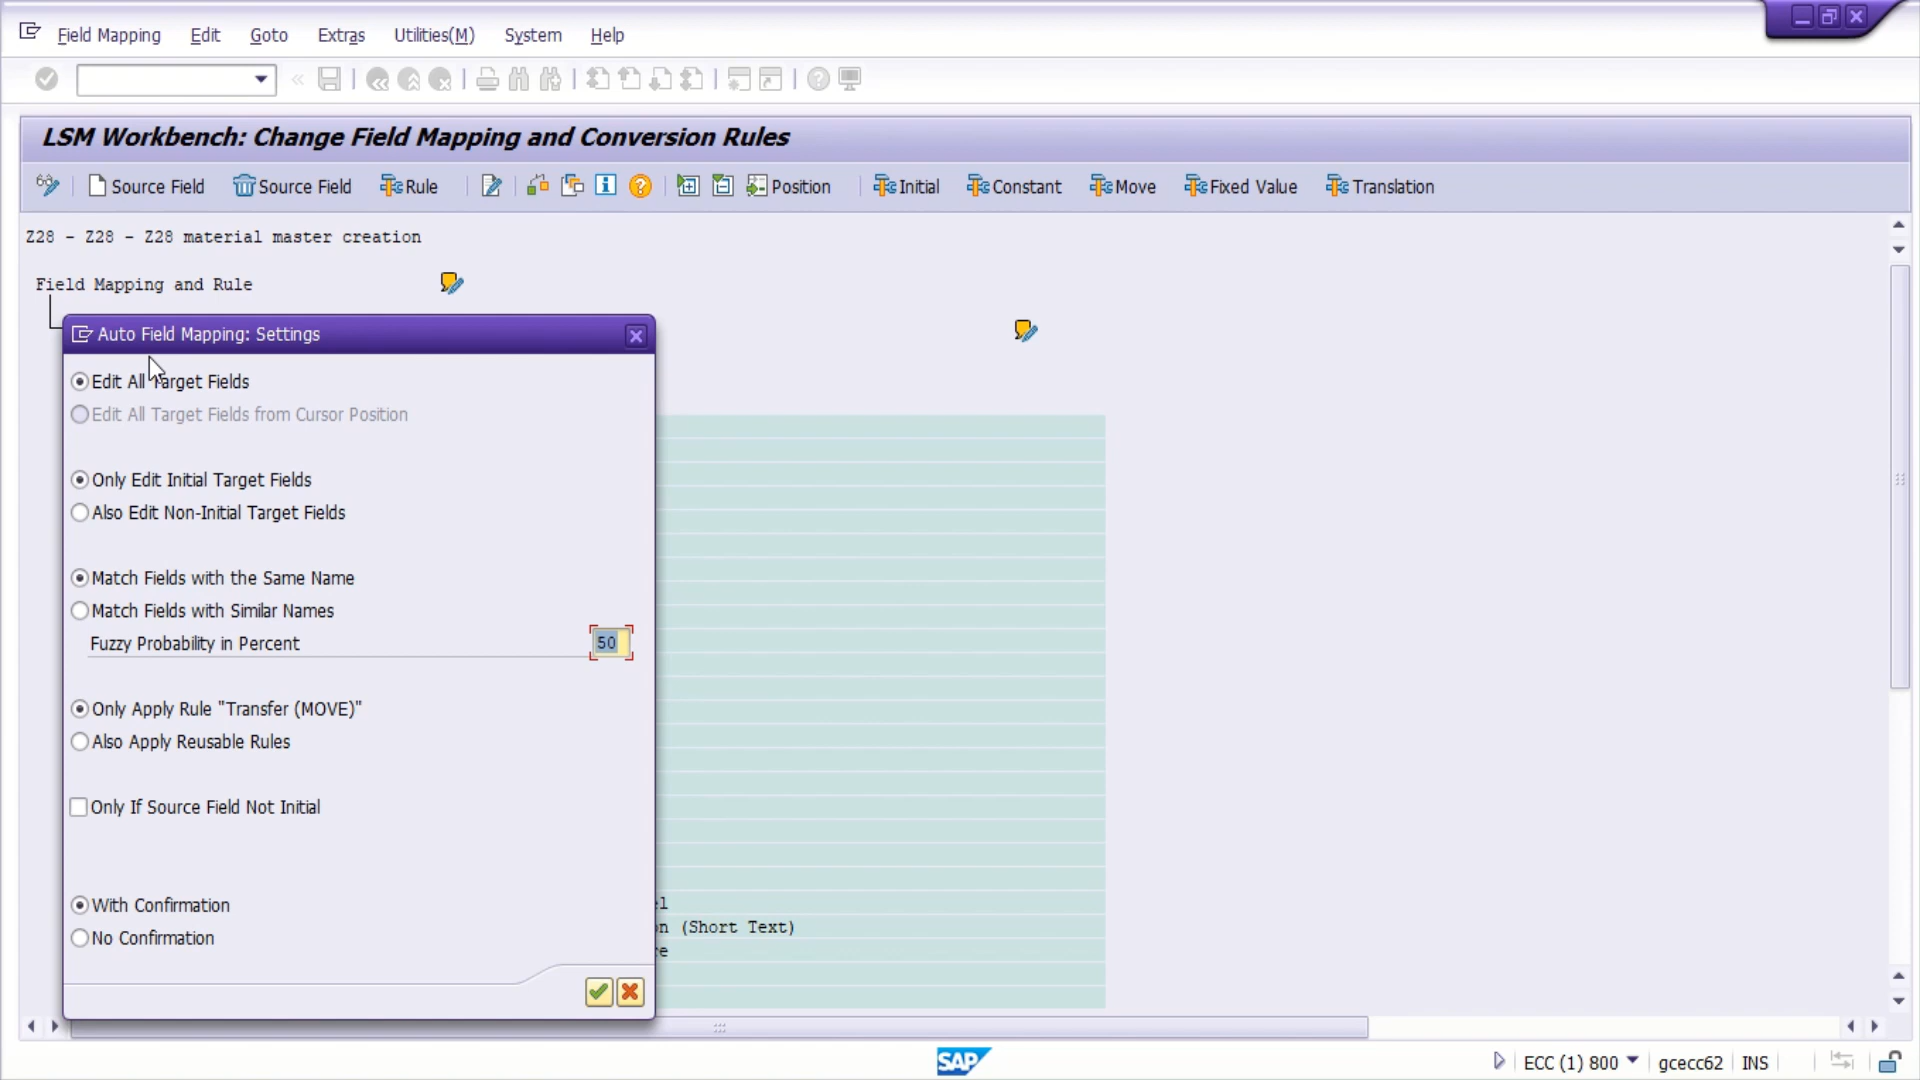 Field Mapping Edit Goto Extras Utilities(M) System Help
LSM Workbench: Change Field Mapping and Conversion Rules
Source Field Source Field Rule Position Initial Constant Move Fixed Value Translation
Z28 - Z28 - Z28 material master creation
Field Mapping and Rule
Auto Field Mapping: Settings
Edit All Target Fields
Edit All Target Fields from Cursor Position
Only Edit Initial Target Fields
Also Edit Non-Initial Target Fields
Match Fields with the Same Name
Match Fields with Similar Names
Fuzzy Probability in Percent 50
Only Apply Rule "Transfer (MOVE)"
Also Apply Reusable Rules
Only If Source Field Not Initial
With Confirmation
el
on (Short Text)
re
No Confirmation
SAP ECC (1) 800 gcecc62 INS